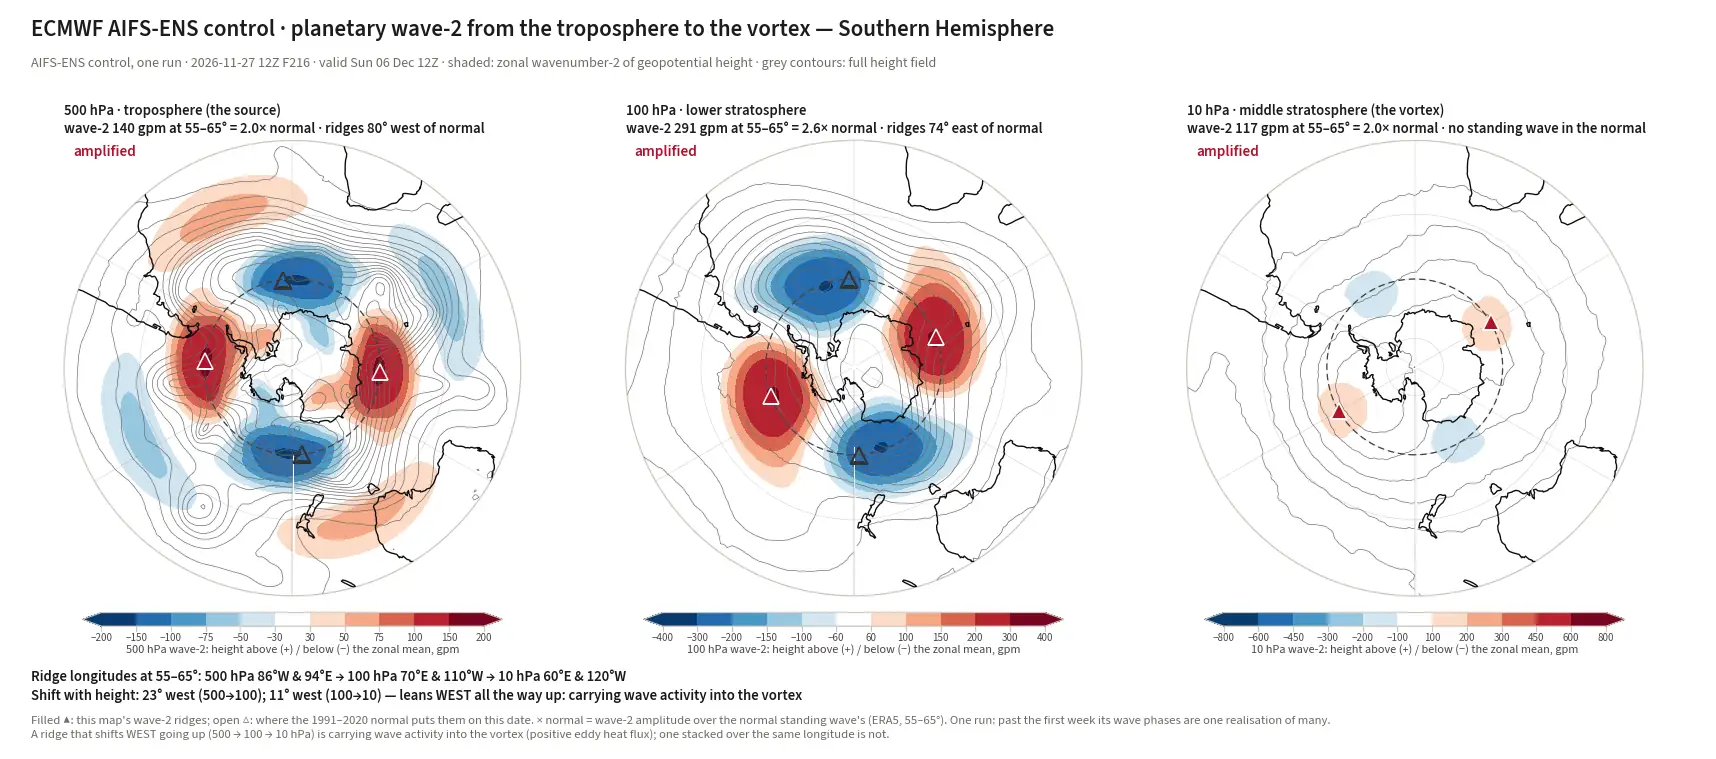 ECMWF AIFS-ENS control · planetary wave-2 from the troposphere to the vortex — Southern Hemisphere
AIFS-ENS control, one run · 2026-11-27 12Z F216 · valid Sun 06 Dec 12Z · shaded: zonal wavenumber-2 of geopotential height · grey contours: full height field
500 hPa · troposphere (the source)
wave-2 140 gpm at 55–65° = 2.0× normal · ridges 80° west of normal
amplified
100 hPa · lower stratosphere
wave-2 291 gpm at 55–65° = 2.6× normal · ridges 74° east of normal
amplified
10 hPa · middle stratosphere (the vortex)
wave-2 117 gpm at 55–65° = 2.0× normal · no standing wave in the normal
amplified
−200 −150 −100 −75 −50 −30 30 50 75 100 150 200
500 hPa wave-2: height above (+) / below (−) the zonal mean, gpm
−400 −300 −200 −150 −100 −60 60 100 150 200 300 400
100 hPa wave-2: height above (+) / below (−) the zonal mean, gpm
−800 −600 −450 −300 −200 −100 100 200 300 450 600 800
10 hPa wave-2: height above (+) / below (−) the zonal mean, gpm
Ridge longitudes at 55–65°: 500 hPa 86°W & 94°E → 100 hPa 70°E & 110°W → 10 hPa 60°E & 120°W
Shift with height: 23° west (500→100); 11° west (100→10) — leans WEST all the way up: carrying wave activity into the vortex
Filled ▲: this map's wave-2 ridges; open △: where the 1991–2020 normal puts them on this date. × normal = wave-2 amplitude over the normal standing wave's (ERA5, 55–65°). One run: past the first week its wave phases are one realisation of many.
A ridge that shifts WEST going up (500 → 100 → 10 hPa) is carrying wave activity into the vortex (positive eddy heat flux); one stacked over the same longitude is not.